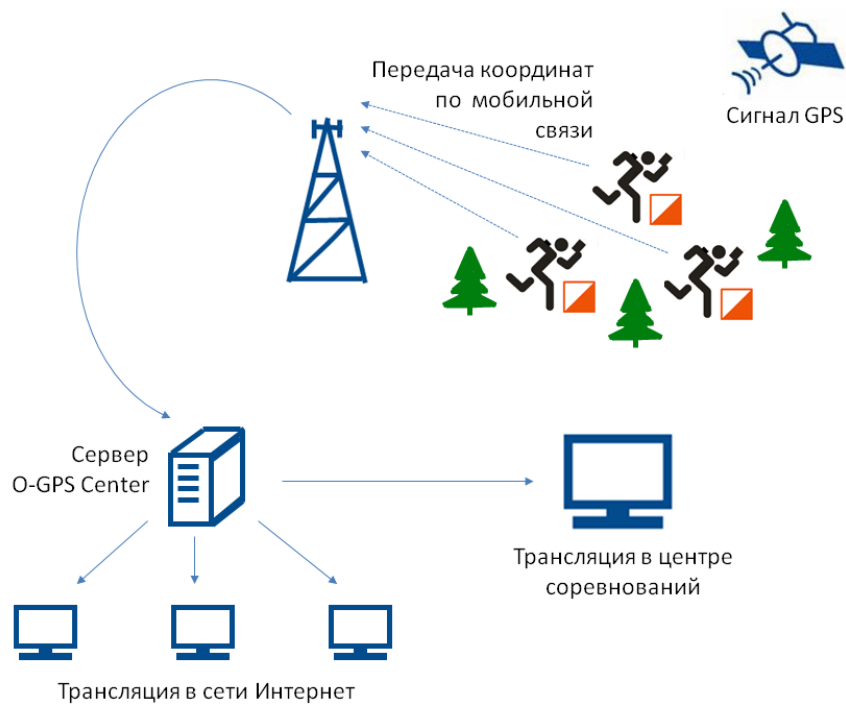 Передача координат
по мобильной
связи
Сигнал GPS
Сервер
O-GPS Center
Трансляция в центре
соревнований
Трансляция в сети Интернет